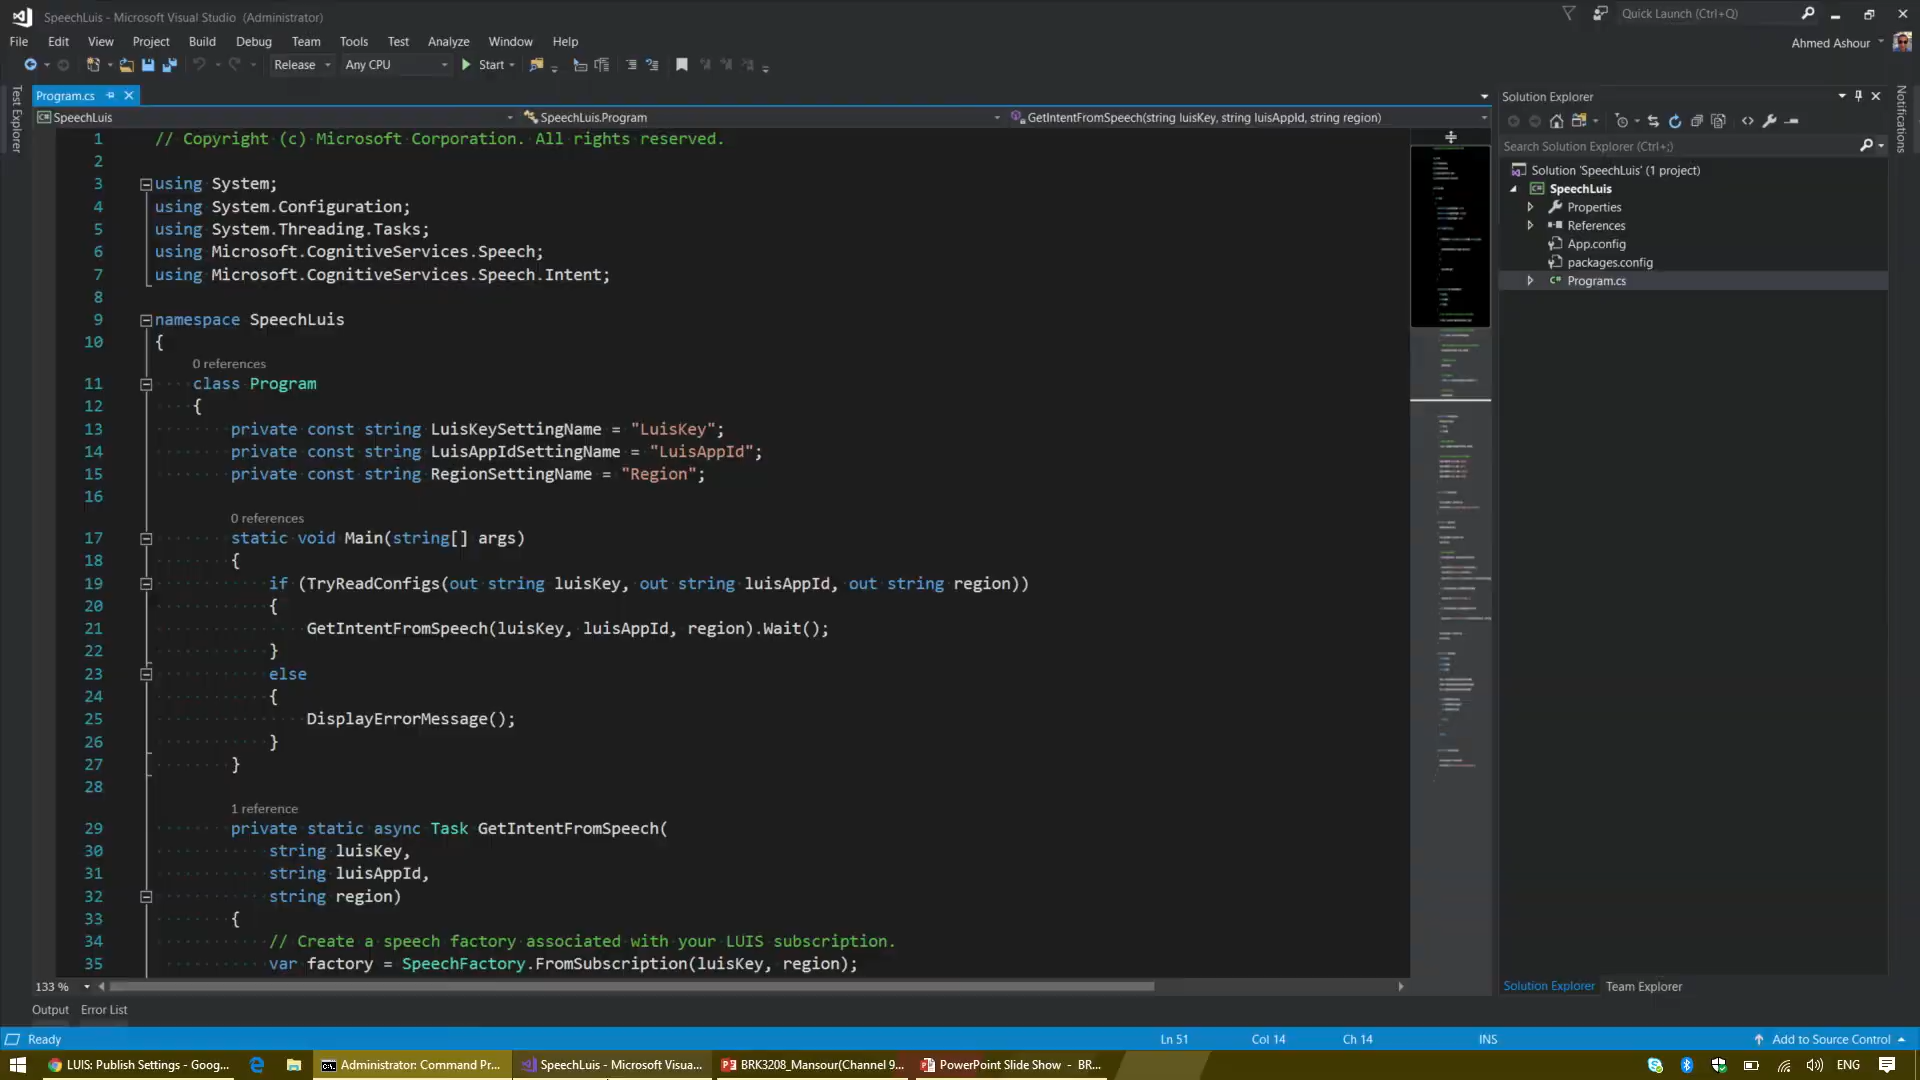 SpeechLuis - Microsoft Visual Studio (Administrator)
Quick Launch (Ctrl+Q)
File Edit View Project Build Debug Team Tools Test Analyze Window Help
Ahmed Ashour
Release Any CPU Start
Test Explorer
Program.cs
SpeechLuis
SpeechLuis.Program
GetIntentFromSpeech(string luisKey, string luisAppId, string region)
1 // Copyright (c) Microsoft Corporation. All rights reserved.
2
3 using System;
4 using System.Configuration;
5 using System.Threading.Tasks;
6 using Microsoft.CognitiveServices.Speech;
7 using Microsoft.CognitiveServices.Speech.Intent;
8
9 namespace SpeechLuis
10 {
0 references
11 class Program
12 {
13 private const string LuisKeySettingName = "LuisKey";
14 private const string LuisAppIdSettingName = "LuisAppId";
15 private const string RegionSettingName = "Region";
16
0 references
17 static void Main(string[] args)
18 {
19 if (TryReadConfigs(out string luisKey, out string luisAppId, out string region))
20 {
21 GetIntentFromSpeech(luisKey, luisAppId, region).Wait();
22 }
23 else
24 {
25 DisplayErrorMessage();
26 }
27 }
28
1 reference
29 private static async Task GetIntentFromSpeech(
30 string luisKey,
31 string luisAppId,
32 string region)
33 {
34 // Create a speech factory associated with your LUIS subscription.
35 var factory = SpeechFactory.FromSubscription(luisKey, region);
133 %
Solution Explorer
Search Solution Explorer (Ctrl+;)
Solution 'SpeechLuis' (1 project)
SpeechLuis
Properties
References
App.config
packages.config
Program.cs
Notifications
Solution Explorer Team Explorer
Output Error List
Ready
Ln 51 Col 14 Ch 14 INS
Add to Source Control
LUIS: Publish Settings - Goog...
Administrator: Command Pr...
SpeechLuis - Microsoft Visua...
BRK3208_Mansour(Channel 9...
PowerPoint Slide Show - BR...
ENG